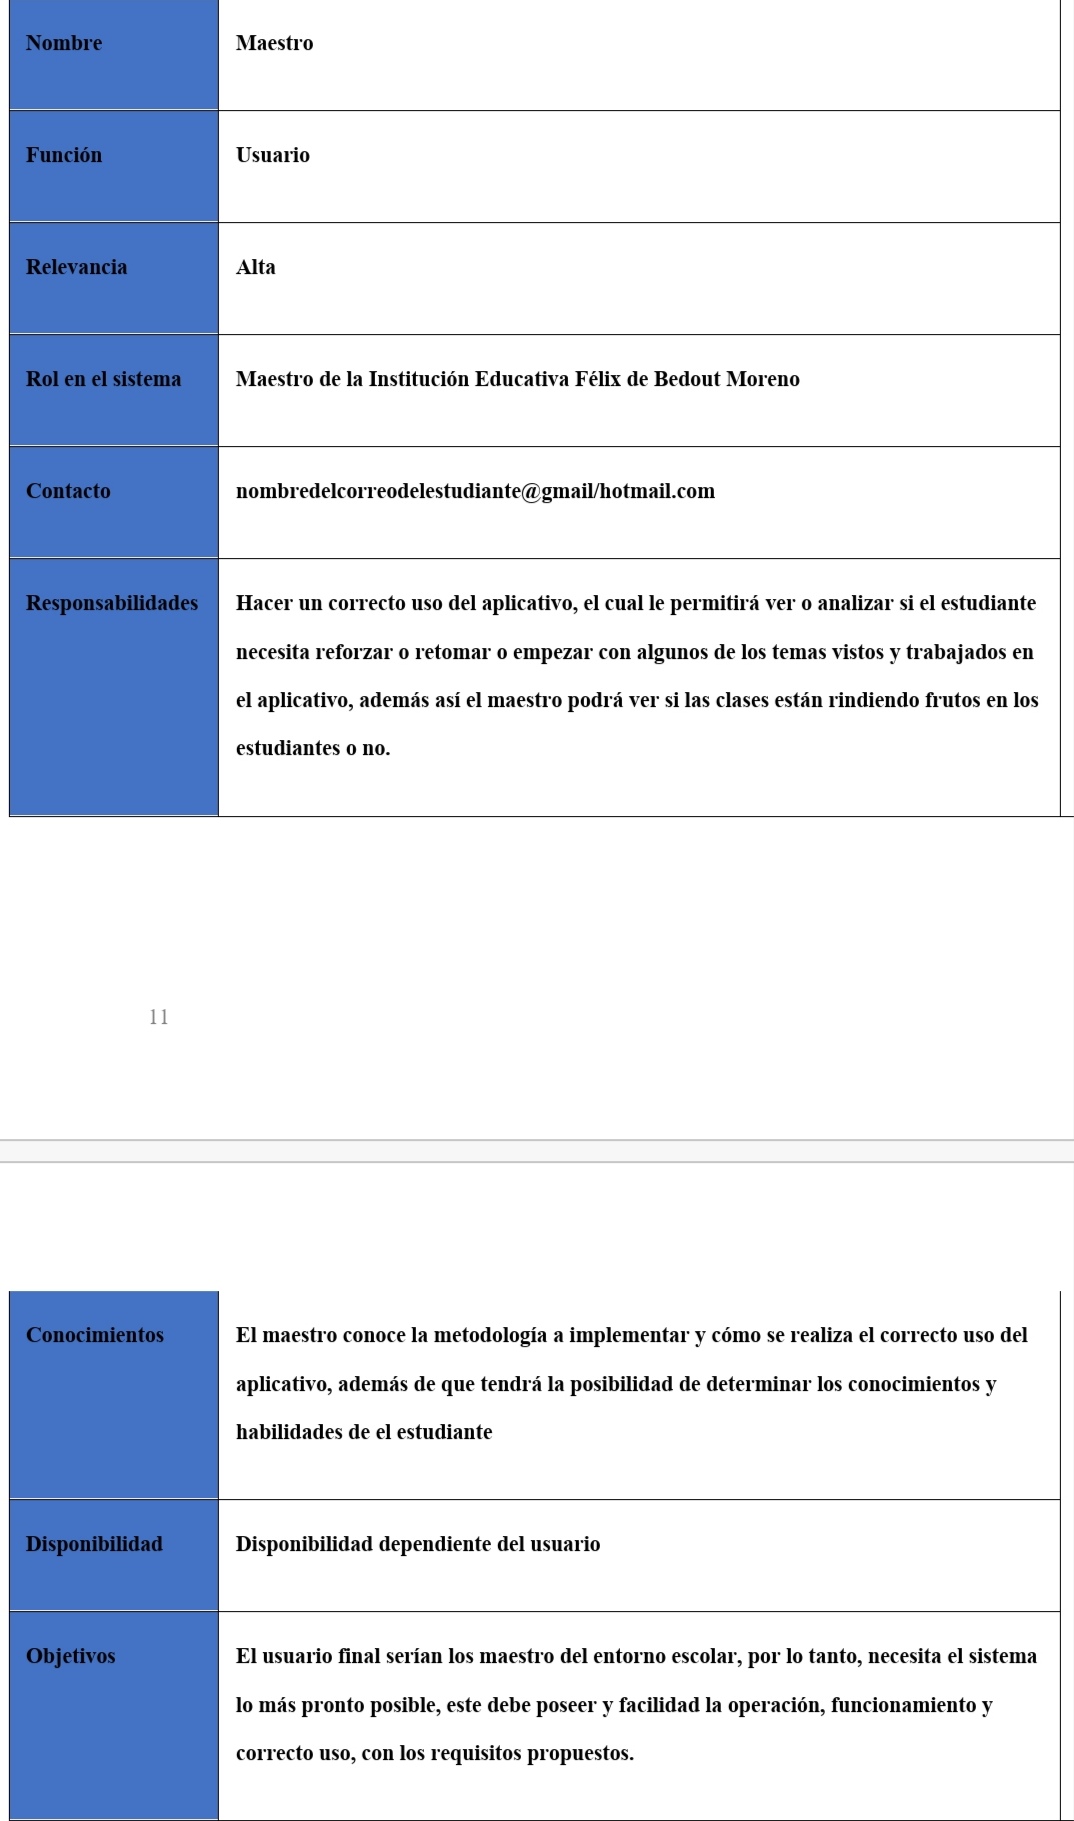 Nombre
Maestro
Función
Usuario
Relevancia
Alta
Rol en el sistema
Maestro de la Institución Educativa Félix de Bedout Moreno
Contacto
nombredelcorreodelestudiante@gmail/hotmail.com
Responsabilidades
Hacer un correcto uso del aplicativo, el cual le permitirá ver o analizar si el estudiante
necesita reforzar o retomar o empezar con algunos de los temas vistos y trabajados en
el aplicativo, además así el maestro podrá ver si las clases están rindiendo frutos en los
estudiantes o no.
11
Conocimientos
El maestro conoce la metodología a implementar y cómo se realiza el correcto uso del
aplicativo, además de que tendrá la posibilidad de determinar los conocimientos y
habilidades de el estudiante
Disponibilidad
Disponibilidad dependiente del usuario
Objetivos
El usuario final serían los maestro del entorno escolar, por lo tanto, necesita el sistema
lo más pronto posible, este debe poseer y facilidad la operación, funcionamiento y
correcto uso, con los requisitos propuestos.